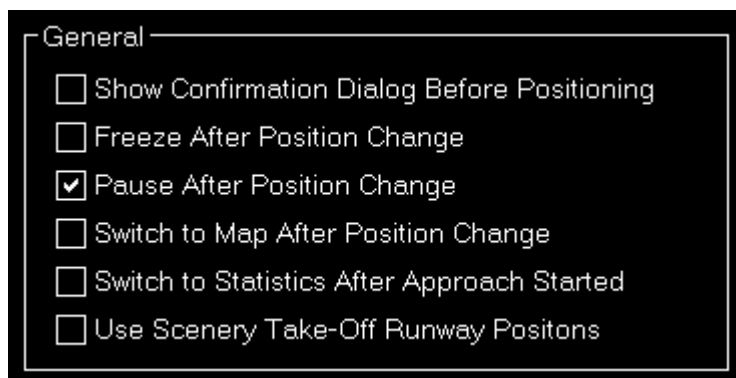 General
Show Confirmation Dialog Before Positioning
Freeze After Position Change
Pause After Position Change
Switch to Map After Position Change
Switch to Statistics After Approach Started
Use Scenery Take-Off Runway Positons